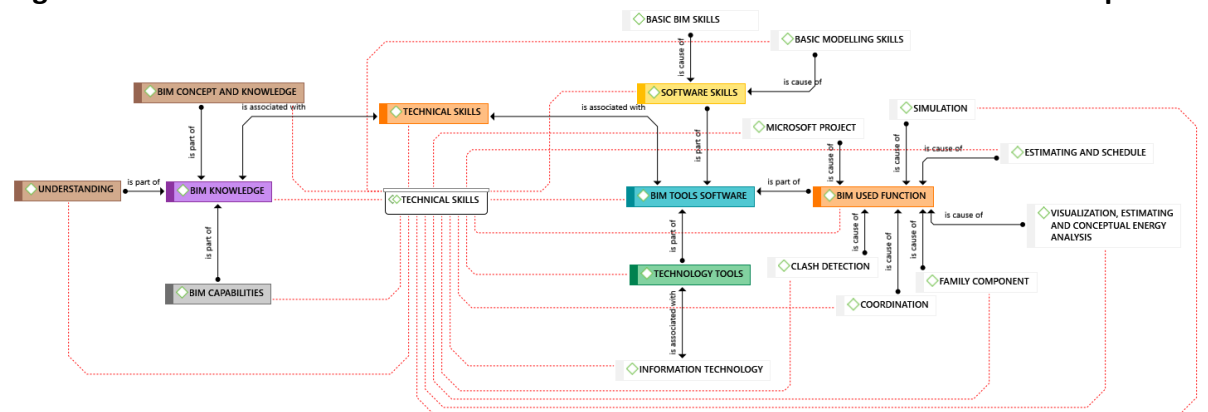 BASIC BIM SKILLS
BASIC MODELLING SKILLS
is cause of
is cause of
BIM CONCEPT AND KNOWLEDGE
SOFTWARE SKILLS
is associated with
TECHNICAL SKILLS
is associated with
SIMULATION
MICROSOFT PROJECT
is part of
is part of
is cause of
is cause of
is cause of
ESTIMATING AND SCHEDULE
UNDERSTANDING
is part of
BIM KNOWLEDGE
TECHNICAL SKILLS
BIM TOOLS SOFTWARE
is part of
BIM USED FUNCTION
is cause of
VISUALIZATION, ESTIMATING
AND CONCEPTUAL ENERGY
ANALYSIS
is part of
is part of
is cause of
is cause of
is cause of
CLASH DETECTION
TECHNOLOGY TOOLS
FAMILY COMPONENT
BIM CAPABILITIES
COORDINATION
is associated with
INFORMATION TECHNOLOGY